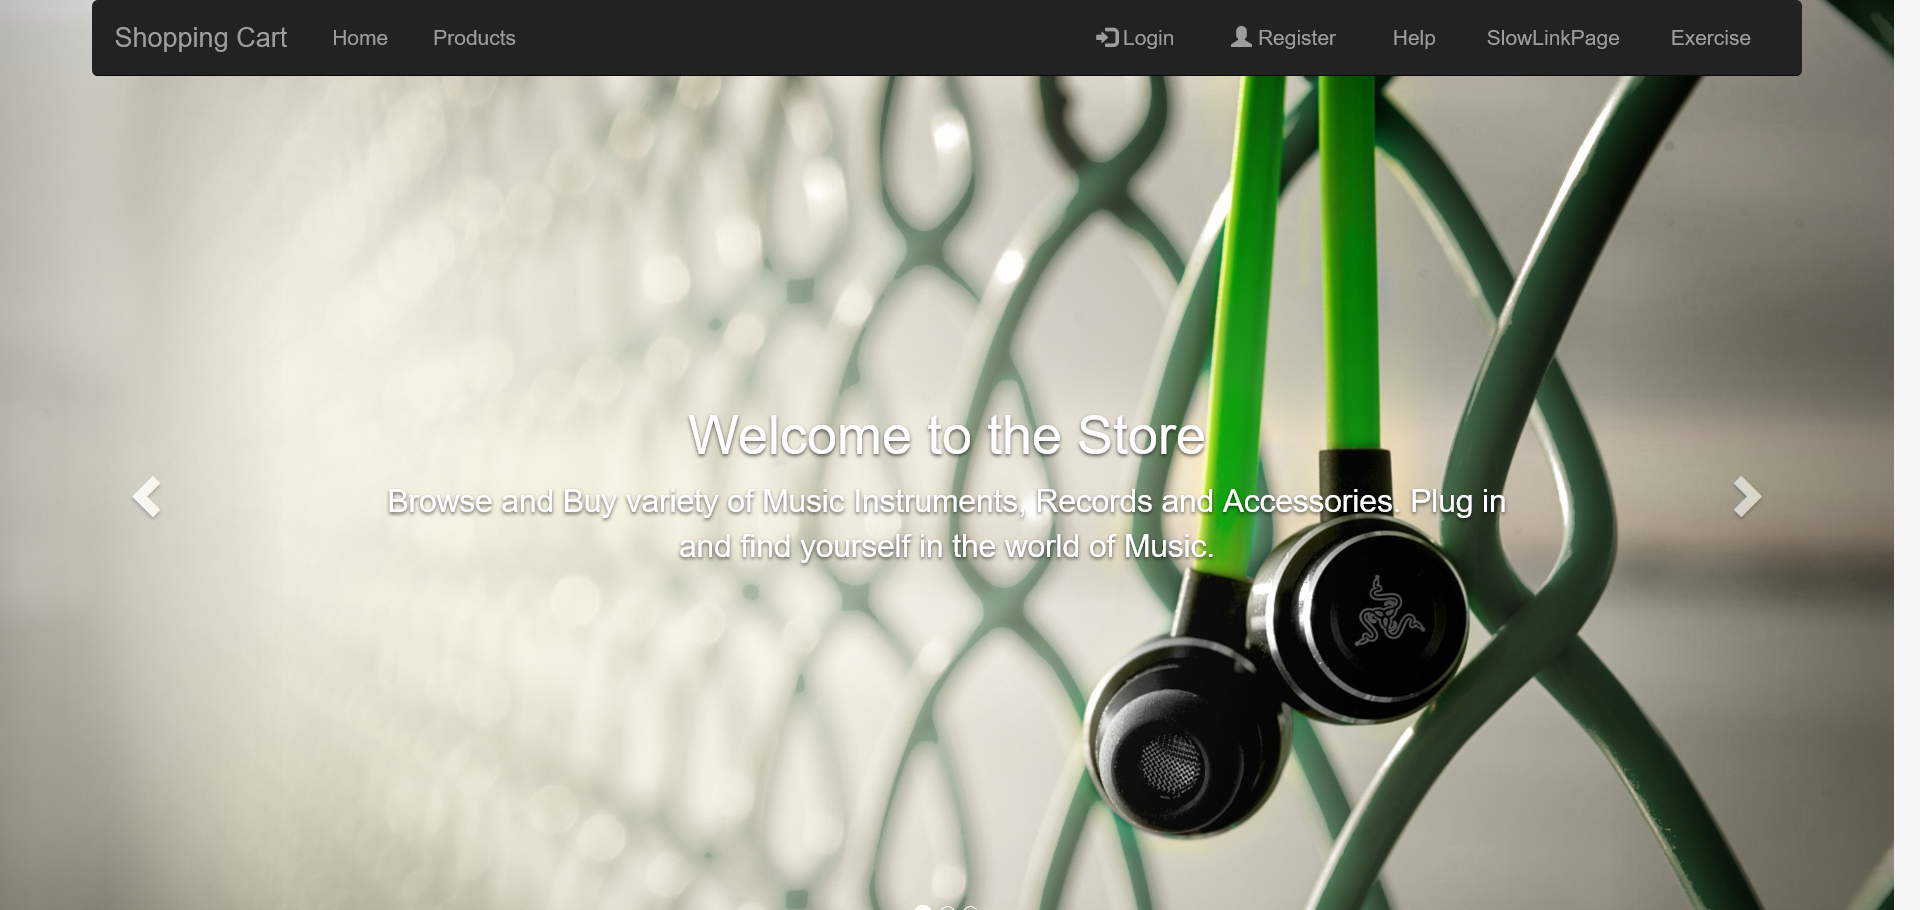 Shopping Cart Home Products Login Register Help SlowLinkPage Exercise
Welcome to the Store
Browse and Buy variety of Music Instruments, Records and Accessories. Plug in
and find yourself in the world of Music.